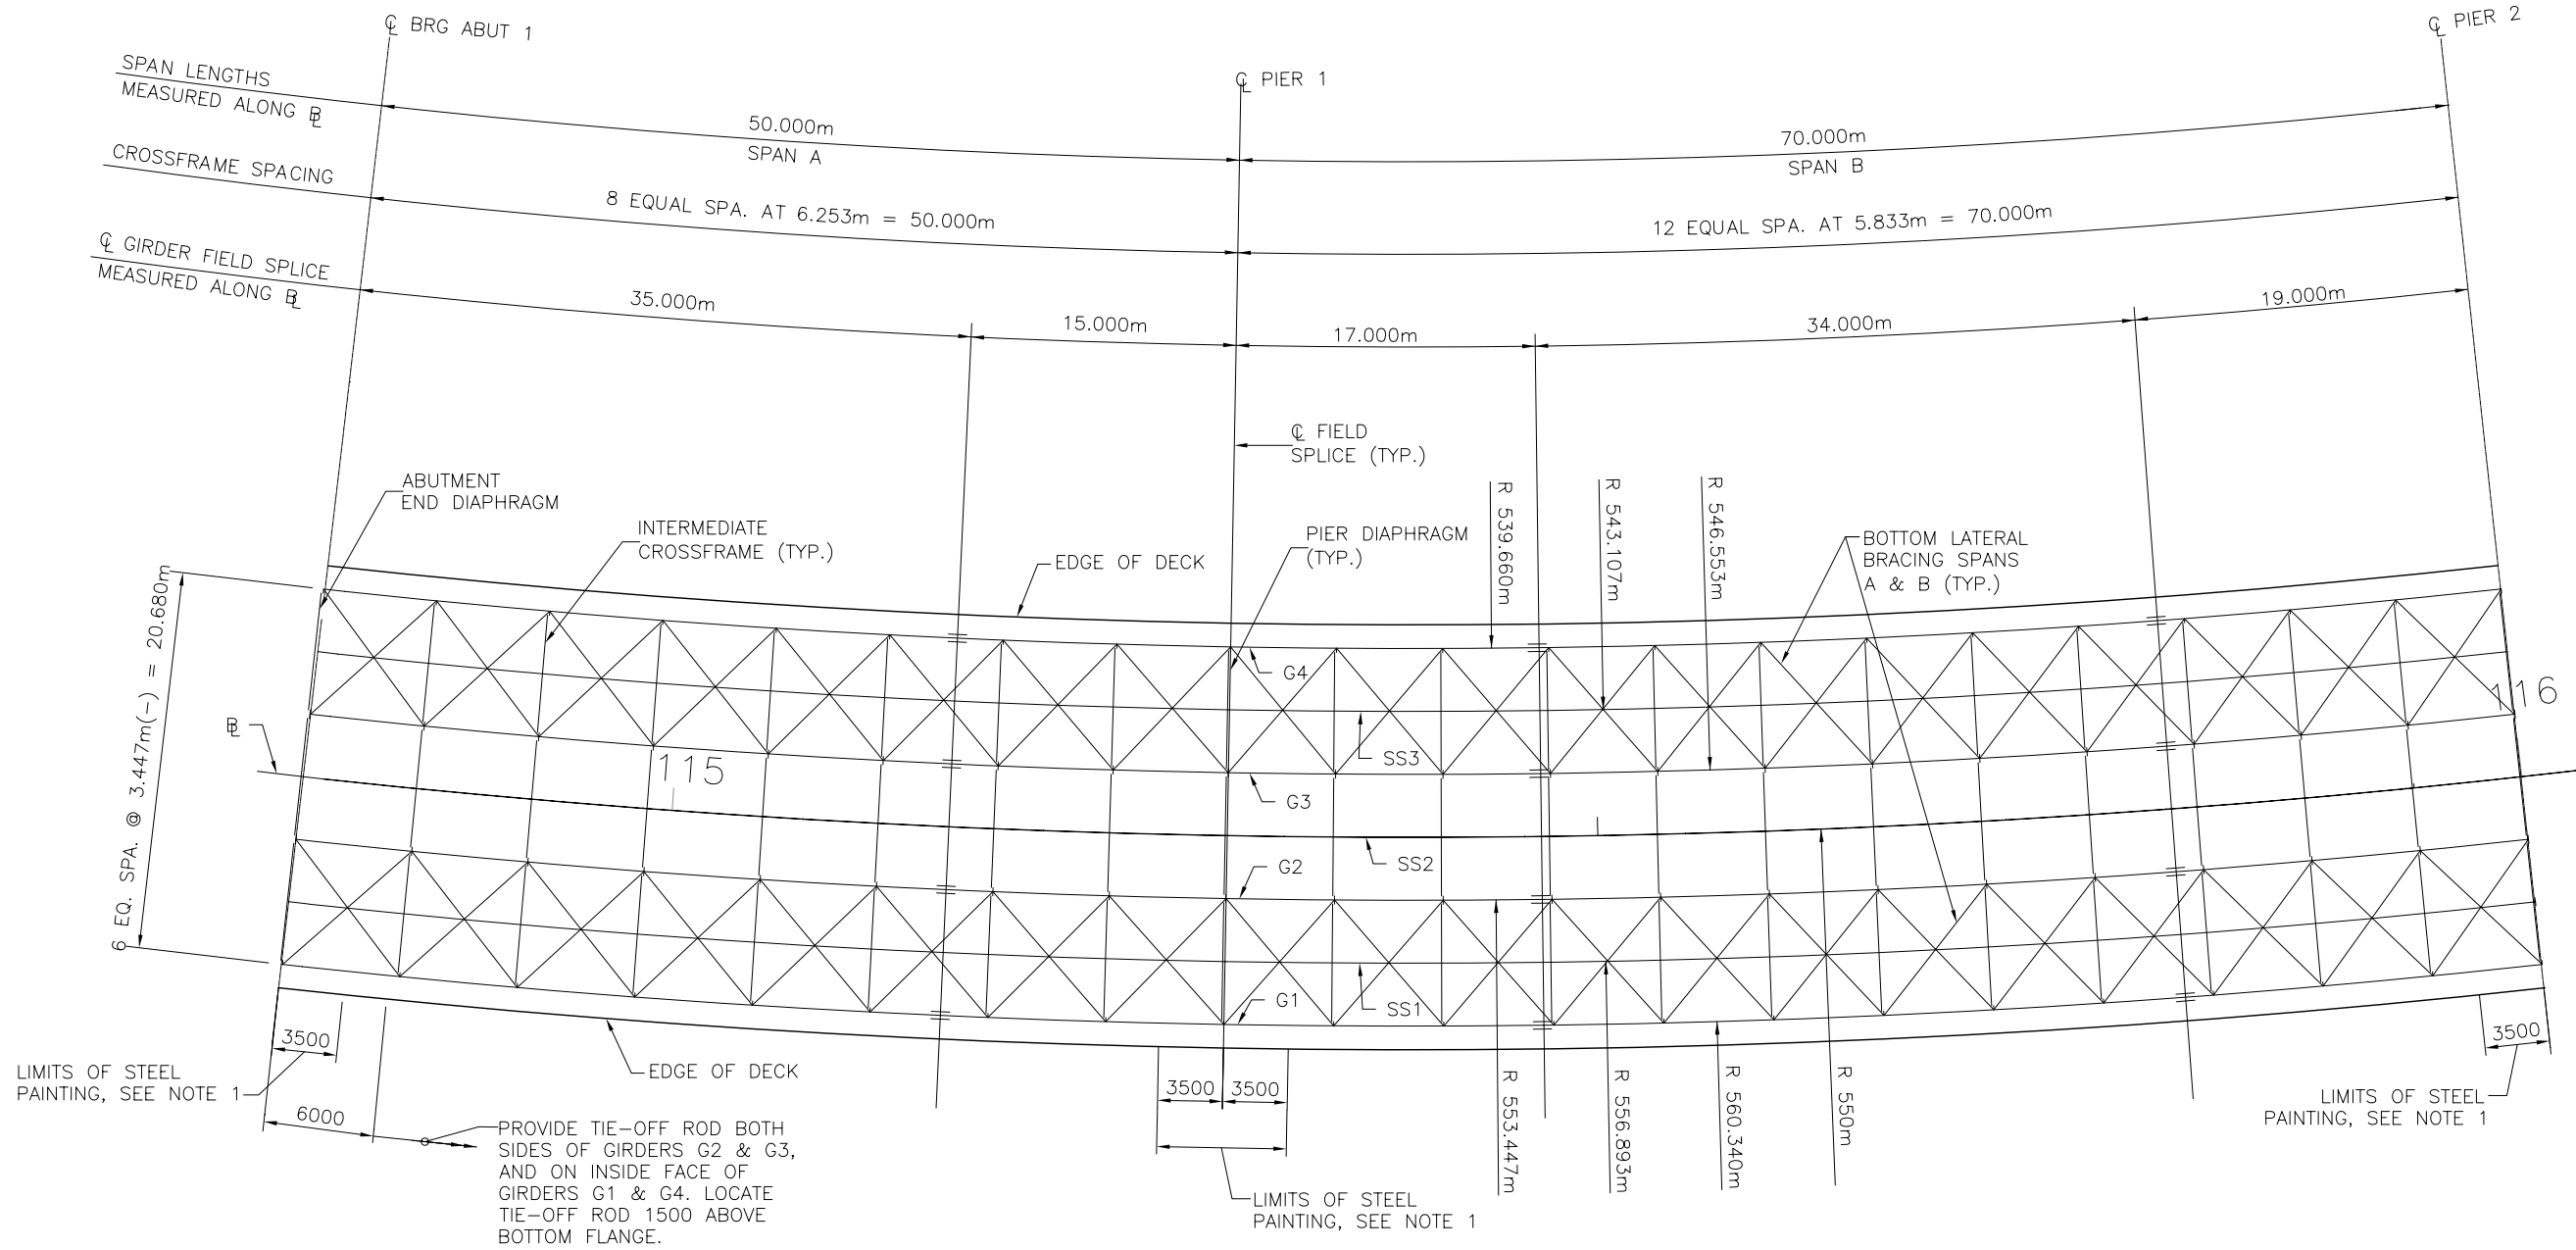 ℄ BRG ABUT 1
℄ PIER 1
℄ PIER 2
SPAN LENGTHS
MEASURED ALONG B̲L̲
50.000m
SPAN A
70.000m
SPAN B
CROSSFRAME SPACING
8 EQUAL SPA. AT 6.253m = 50.000m
12 EQUAL SPA. AT 5.833m = 70.000m
℄ GIRDER FIELD SPLICE
MEASURED ALONG BL
35.000m
15.000m
17.000m
34.000m
19.000m
℄ FIELD
SPLICE (TYP.)
ABUTMENT
END DIAPHRAGM
INTERMEDIATE
CROSSFRAME (TYP.)
EDGE OF DECK
PIER DIAPHRAGM
(TYP.)
R 539.660m
R 543.107m
R 546.553m
BOTTOM LATERAL
BRACING SPANS
A & B (TYP.)
6 EQ. SPA. @ 3.447m(-) = 20.680m
G4
SS3
116
BL
115
G3
SS2
G2
SS1
G1
3500
LIMITS OF STEEL
PAINTING, SEE NOTE 1
6000
EDGE OF DECK
PROVIDE TIE-OFF ROD BOTH
SIDES OF GIRDERS G2 & G3,
AND ON INSIDE FACE OF
GIRDERS G1 & G4. LOCATE
TIE-OFF ROD 1500 ABOVE
BOTTOM FLANGE.
3500
3500
LIMITS OF STEEL
PAINTING, SEE NOTE 1
R 553.447m
R 556.893m
R 560.340m
R 550m
3500
LIMITS OF STEEL
PAINTING, SEE NOTE 1